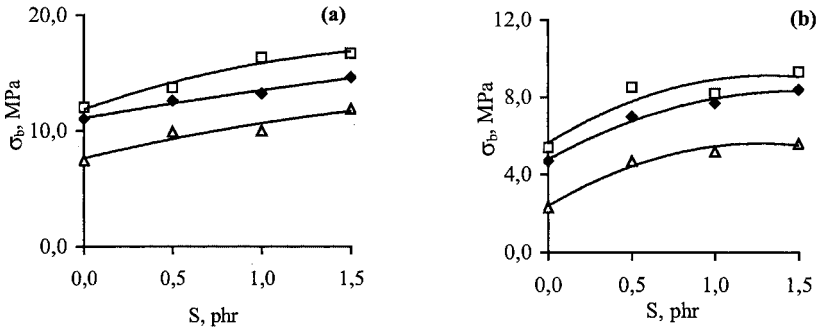 (a)
20,0
10,0
0,0
σb, MPa
0,0 0,5 1,0 1,5
S, phr
(b)
12,0
8,0
4,0
0,0
σb, MPa
0,0 0,5 1,0 1,5
S, phr